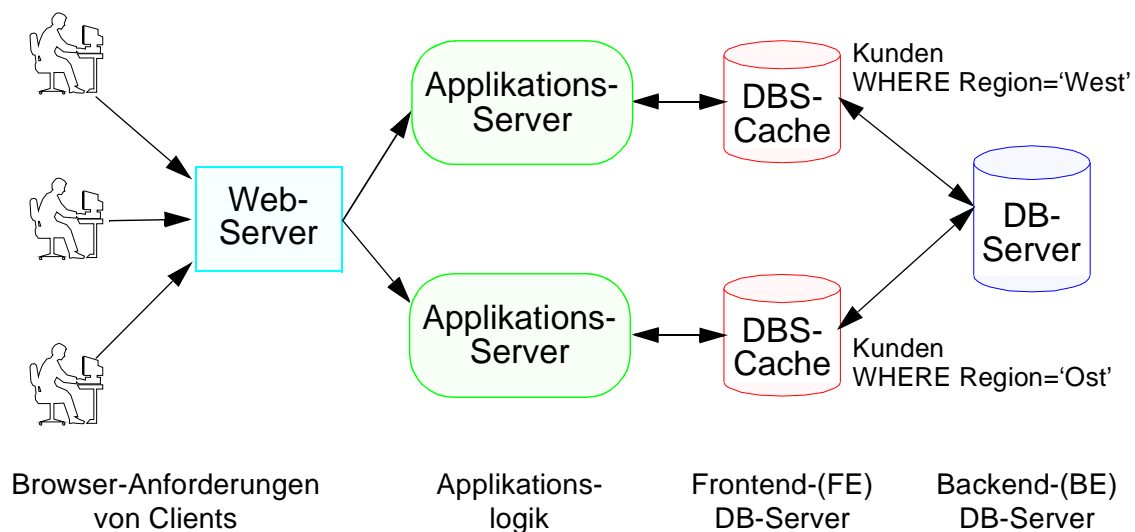 Kunden
WHERE Region=‘West’
Applikations-
Server
DBS-
Cache
Web-
Server
DB-
Server
Applikations-
Server
DBS-
Cache
Kunden
WHERE Region=‘Ost’
Browser-Anforderungen
von Clients
Applikations-
logik
Frontend-(FE)
DB-Server
Backend-(BE)
DB-Server